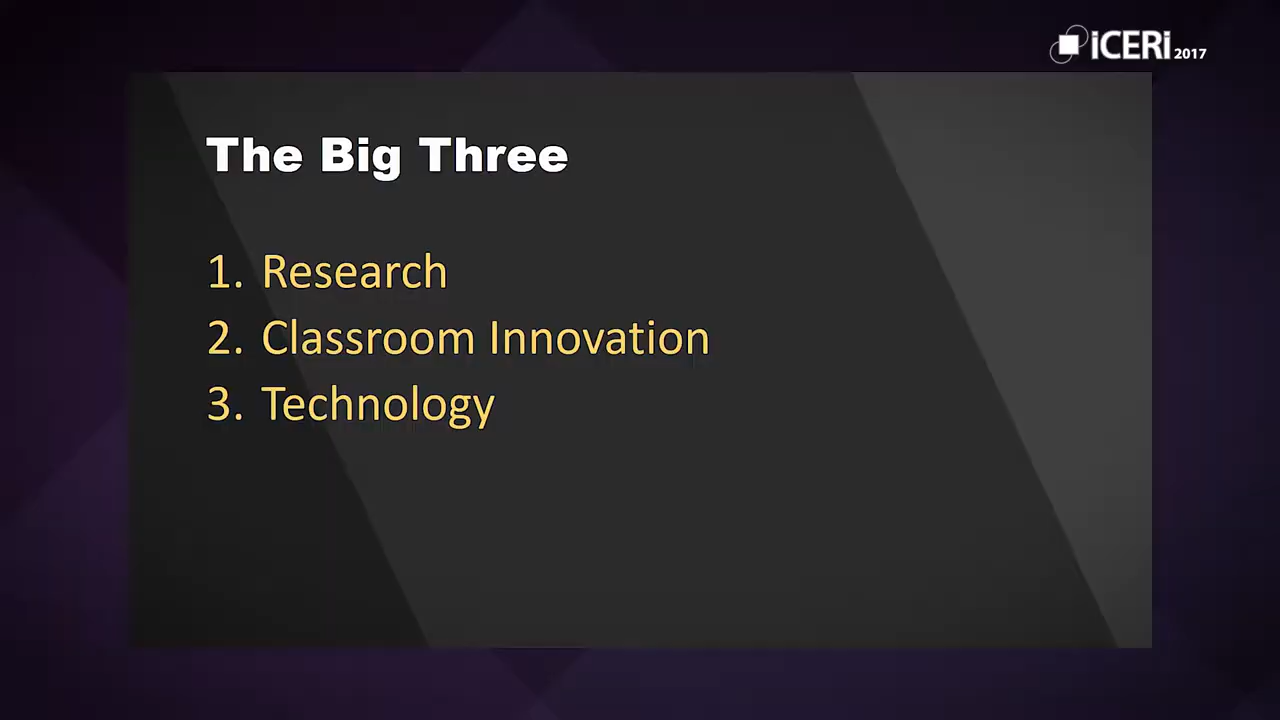 iCERi 2017
The Big Three
1. Research
2. Classroom Innovation
3. Technology